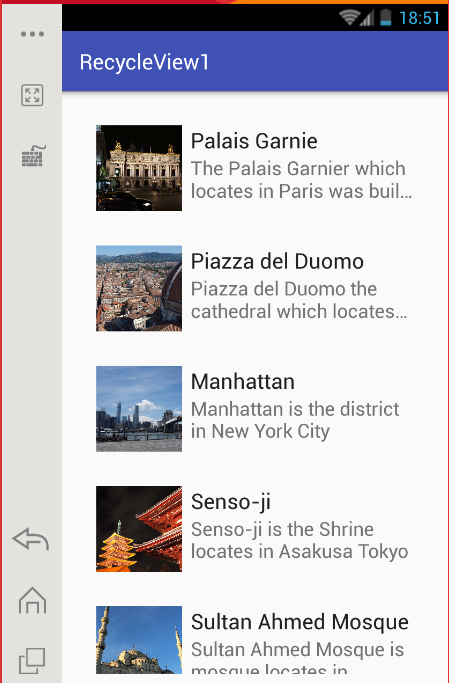 18:51
RecycleView1
Palais Garnie
The Palais Garnier which
locates in Paris was buil...
Piazza del Duomo
Piazza del Duomo the
cathedral which locates...
Manhattan
Manhattan is the district
in New York City
Senso-ji
Senso-ji is the Shrine
locates in Asakusa Tokyo
Sultan Ahmed Mosque
Sultan Ahmed Mosque is
mosque locates in